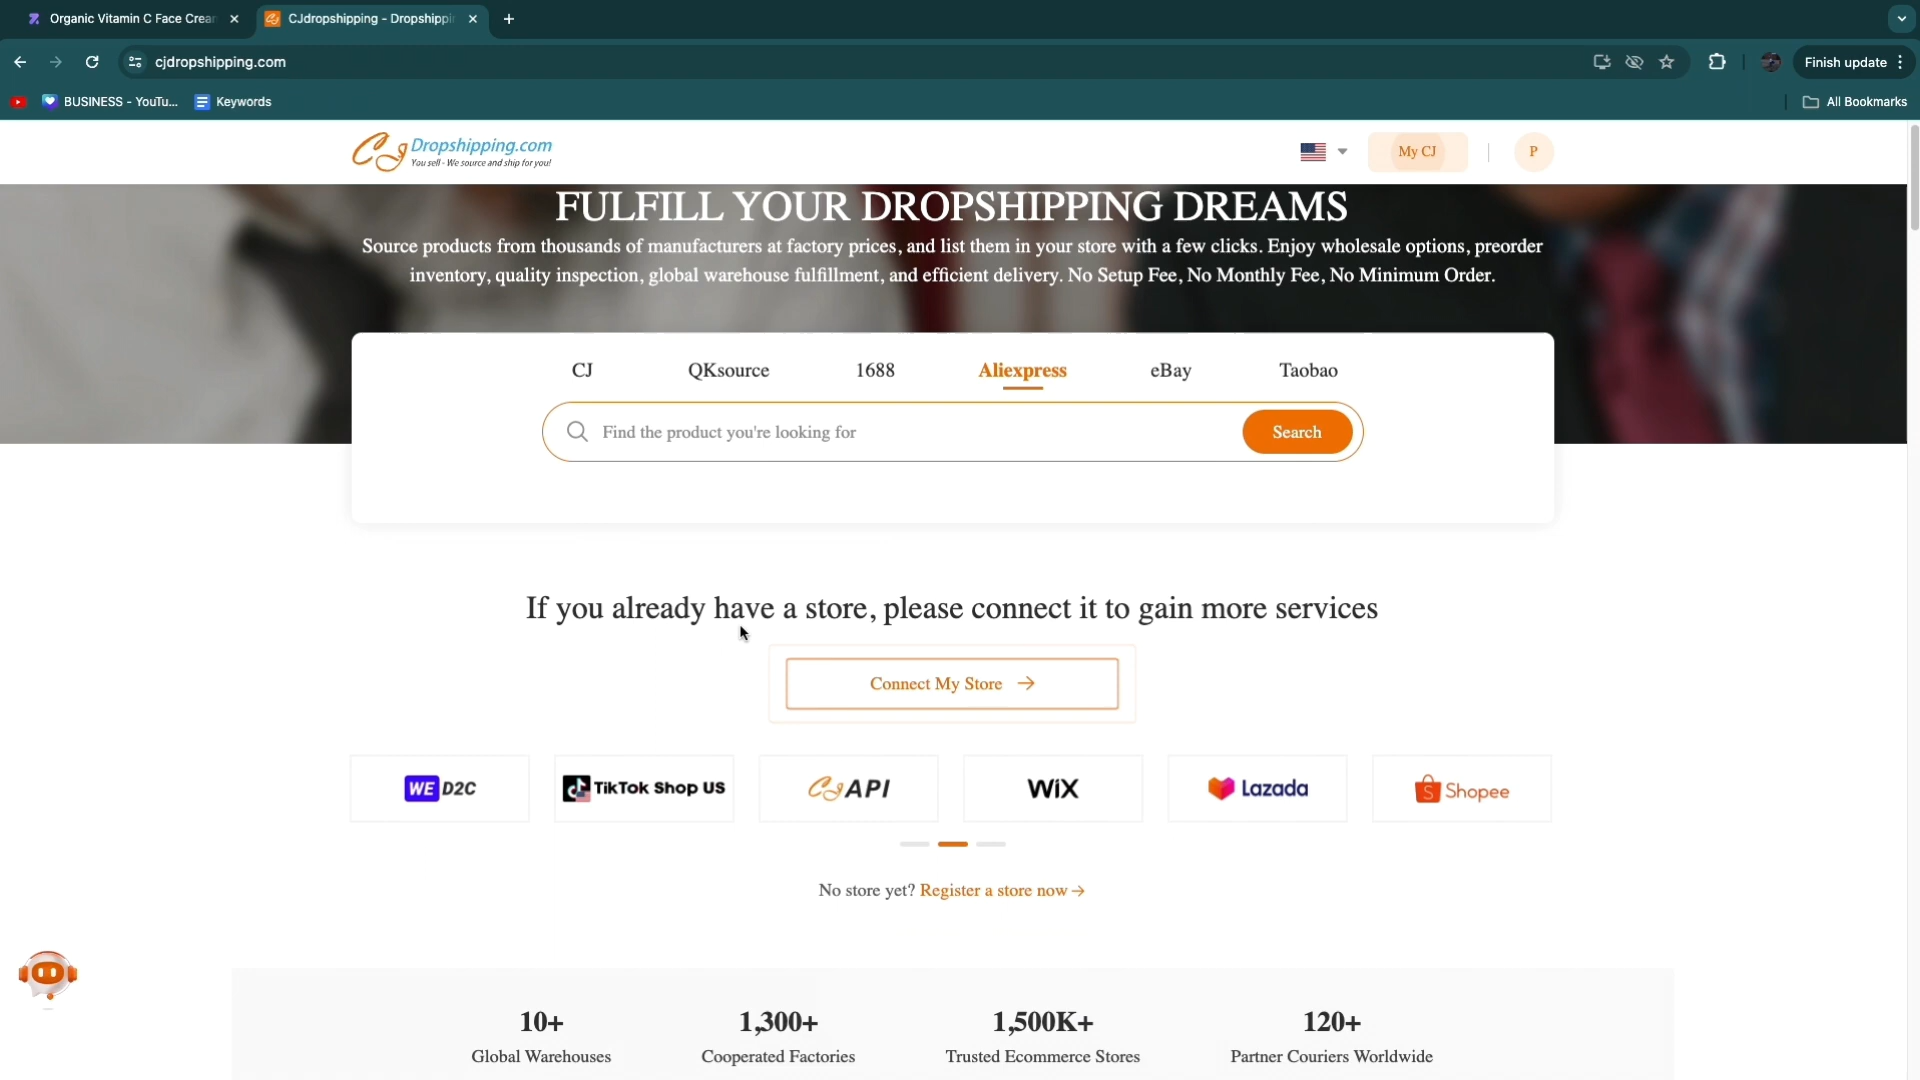 Organic Vitamin C Face Crear
CJdropshipping - Dropshippi
cjdropshipping.com
Finish update
BUSINESS - YouTu...
Keywords
All Bookmarks
CJ Dropshipping.com
You sell - We source and ship for you!
My CJ
P
FULFILL YOUR DROPSHIPPING DREAMS
Source products from thousands of manufacturers at factory prices, and list them in your store with a few clicks. Enjoy wholesale options, preorder
inventory, quality inspection, global warehouse fulfillment, and efficient delivery. No Setup Fee, No Monthly Fee, No Minimum Order.
CJ QKsource 1688 Aliexpress eBay Taobao
Find the product you're looking for
Search
If you already have a store, please connect it to gain more services
Connect My Store →
WE D2C
TikTok Shop US
CJ API
WiX
Lazada
S Shopee
No store yet? Register a store now →
10+ 1,300+ 1,500K+ 120+
Global Warehouses Cooperated Factories Trusted Ecommerce Stores Partner Couriers Worldwide